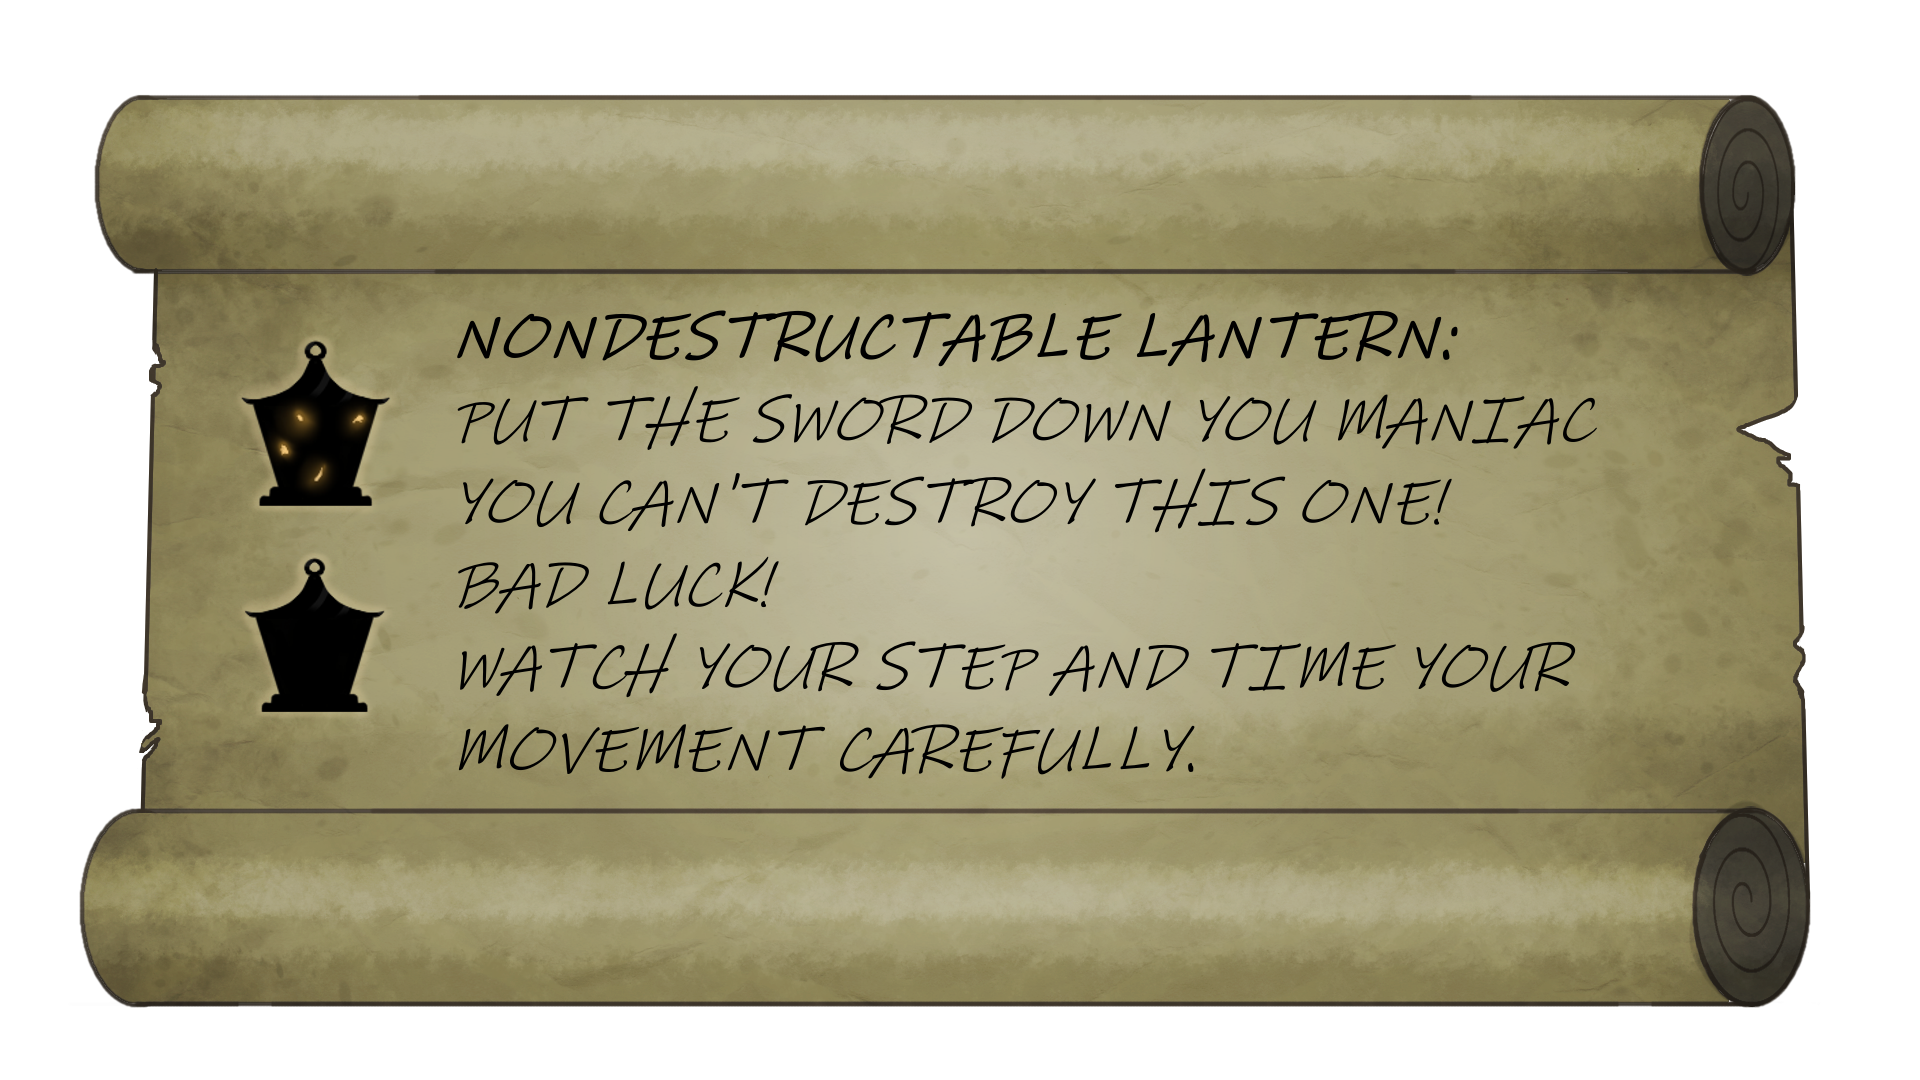 NONDESTRUCTABLE LANTERN:
PUT THE SWORD DOWN YOU MANIAC
YOU CAN'T DESTROY THIS ONE!
BAD LUCK!
WATCH YOUR STEP AND TIME YOUR
MOVEMENT CAREFULLY.